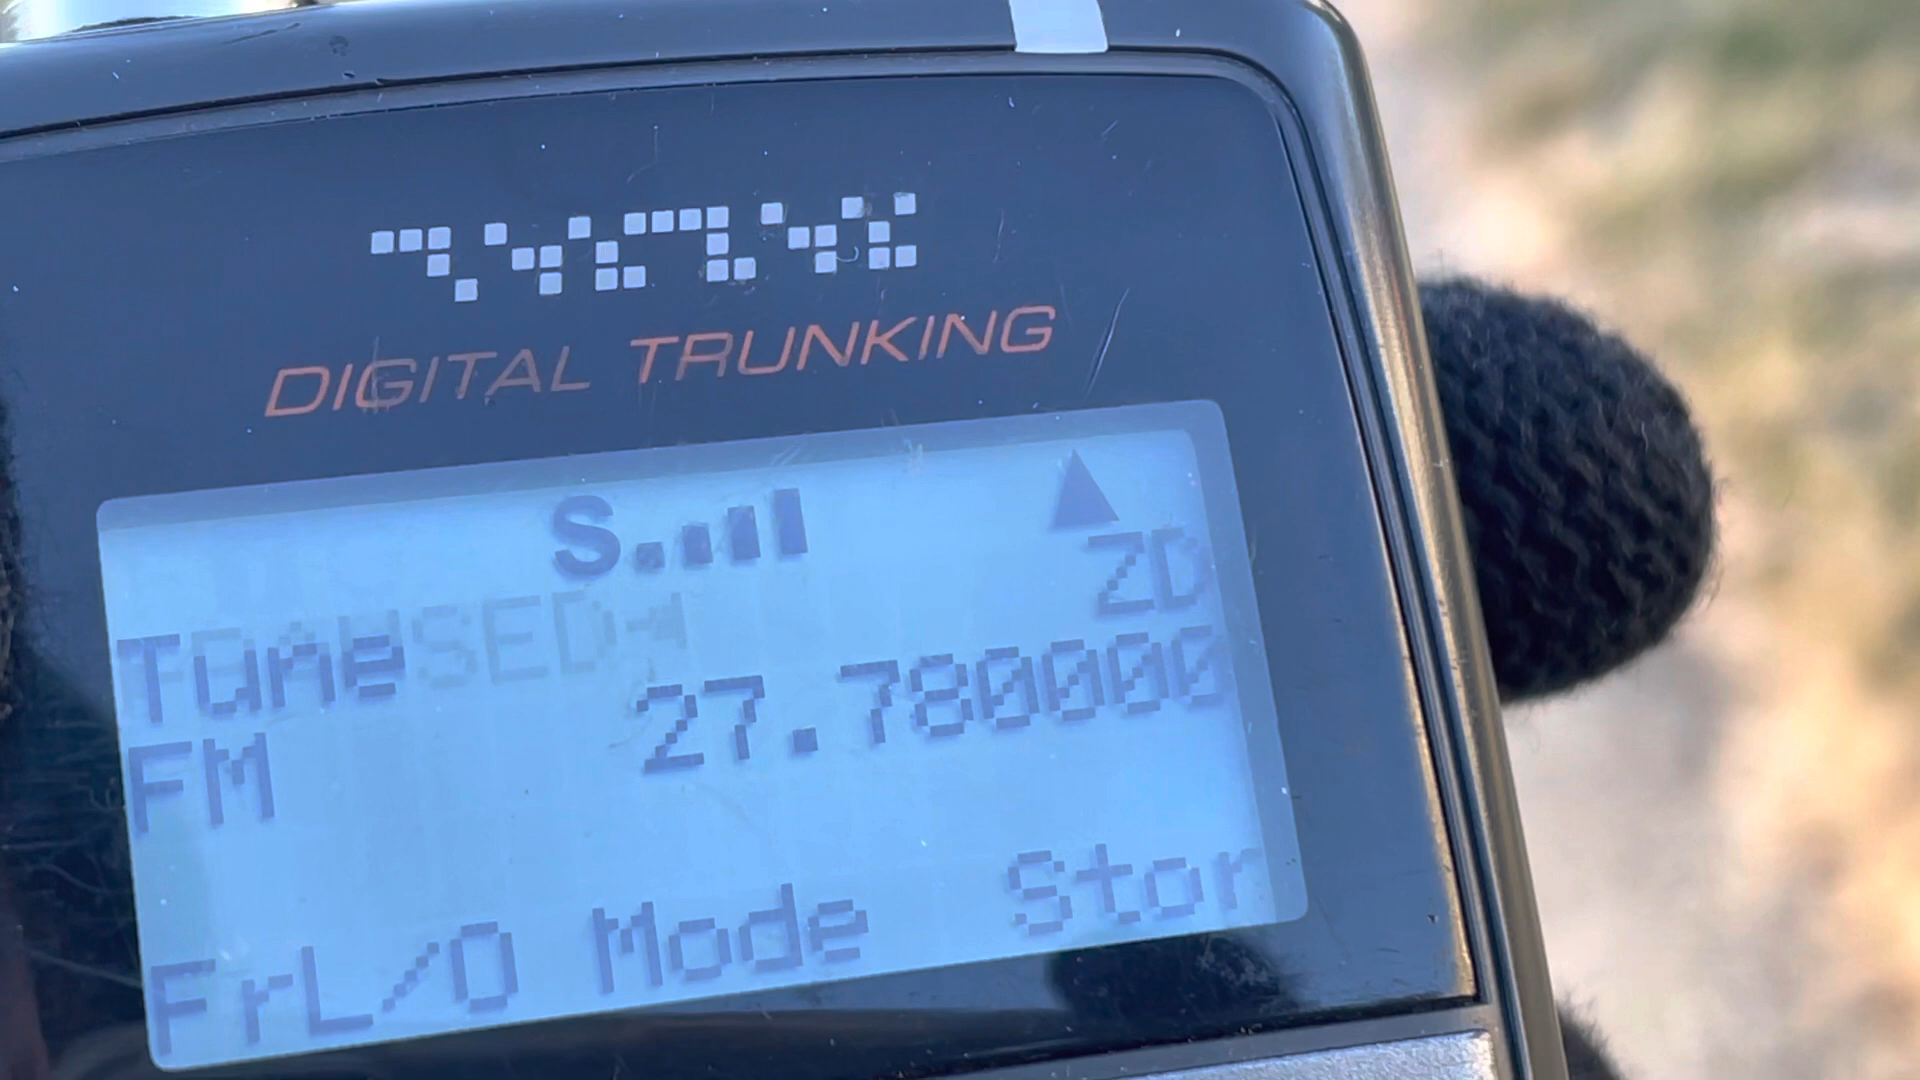 DIGITAL TRUNKING
S
ZD
Tune
27.780000
FM
FrL/O Mode Stor